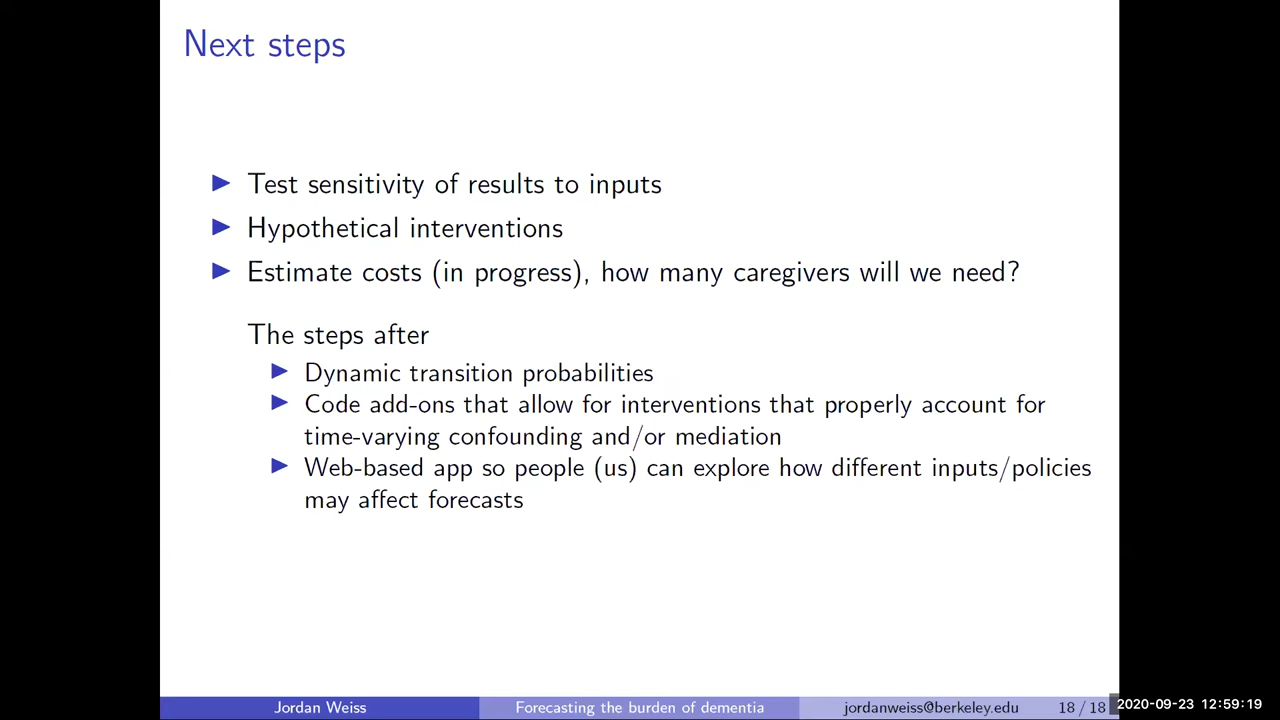 Next steps
Test sensitivity of results to inputs
Hypothetical interventions
Estimate costs (in progress), how many caregivers will we need?
The steps after
Dynamic transition probabilities
Code add-ons that allow for interventions that properly account for
time-varying confounding and/or mediation
Web-based app so people (us) can explore how different inputs/policies
may affect forecasts
Jordan Weiss
Forecasting the burden of dementia
jordanweiss@berkeley.edu
18 / 18
2020-09-23 12:59:19